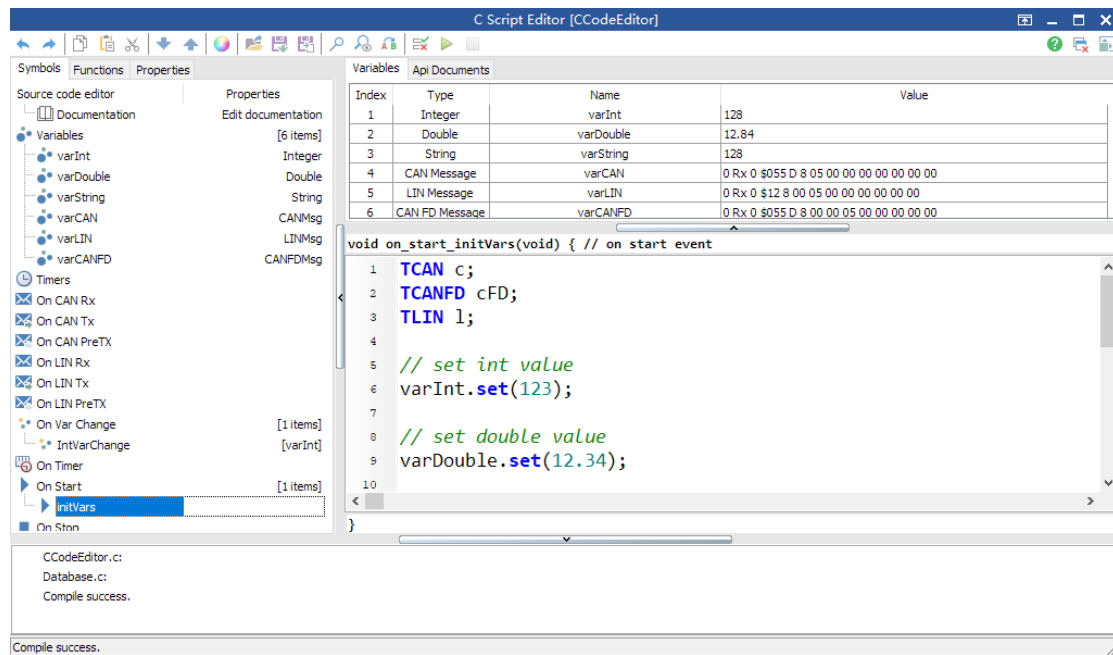 C Script Editor [CCodeEditor]
Symbols Functions Properties
Source code editor Properties
Documentation Edit documentation
Variables [6 items]
varInt Integer
varDouble Double
varString String
varCAN CANMsg
varLIN LINMsg
varCANFD CANFDMsg
Timers
On CAN Rx
On CAN Tx
On CAN PreTX
On LIN Rx
On LIN Tx
On LIN PreTX
On Var Change [1 items]
IntVarChange [varInt]
On Timer
On Start [1 items]
initVars
On Stop
Variables Api Documents
Index Type Name Value
1 Integer varInt 128
2 Double varDouble 12.84
3 String varString 128
4 CAN Message varCAN 0 Rx 0 $055 D 8 05 00 00 00 00 00 00 00
5 LIN Message varLIN 0 Rx 0 $12 8 00 05 00 00 00 00 00 00
6 CAN FD Message varCANFD 0 Rx 0 $055 D 8 00 00 05 00 00 00 00 00
void on_start_initVars(void) { // on start event
1 TCAN c;
2 TCANFD cFD;
3 TLIN l;
4
5 // set int value
6 varInt.set(123);
7
8 // set double value
9 varDouble.set(12.34);
10
}
CCodeEditor.c:
Database.c:
Compile success.
Compile success.